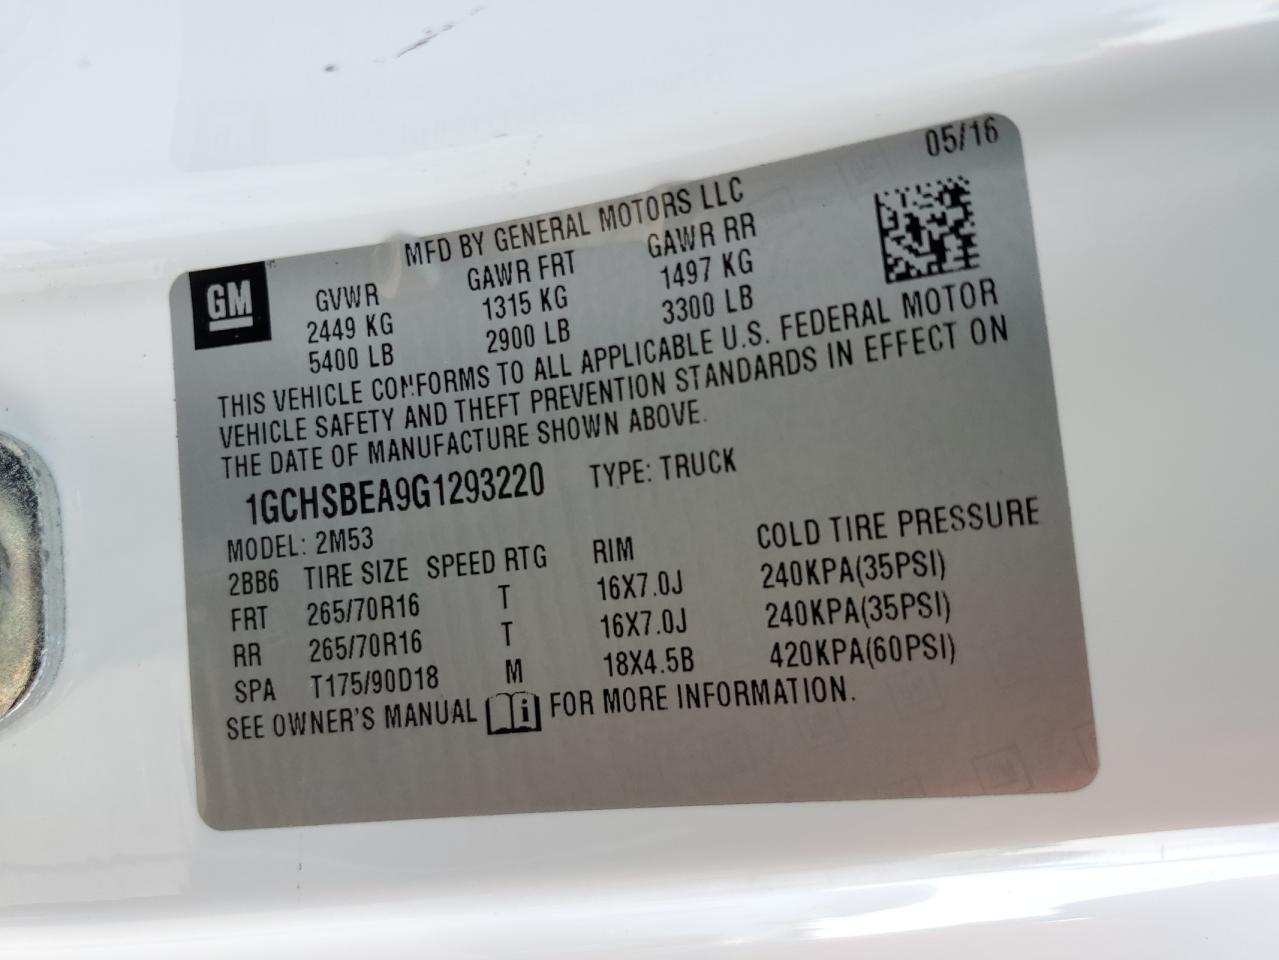 05/16
MFD BY GENERAL MOTORS LLC
GM
GVWR GAWR FRT GAWR RR
2449 KG 1315 KG 1497 KG
5400 LB 2900 LB 3300 LB
THIS VEHICLE CONFORMS TO ALL APPLICABLE U.S. FEDERAL MOTOR
VEHICLE SAFETY AND THEFT PREVENTION STANDARDS IN EFFECT ON
THE DATE OF MANUFACTURE SHOWN ABOVE.
1GCHSBEA9G1293220 TYPE: TRUCK
MODEL: 2M53
2BB6 TIRE SIZE SPEED RTG RIM COLD TIRE PRESSURE
FRT 265/70R16 T 16X7.0J 240KPA(35PSI)
RR 265/70R16 T 16X7.0J 240KPA(35PSI)
SPA T175/90D18 M 18X4.5B 420KPA(60PSI)
SEE OWNER'S MANUAL i FOR MORE INFORMATION.